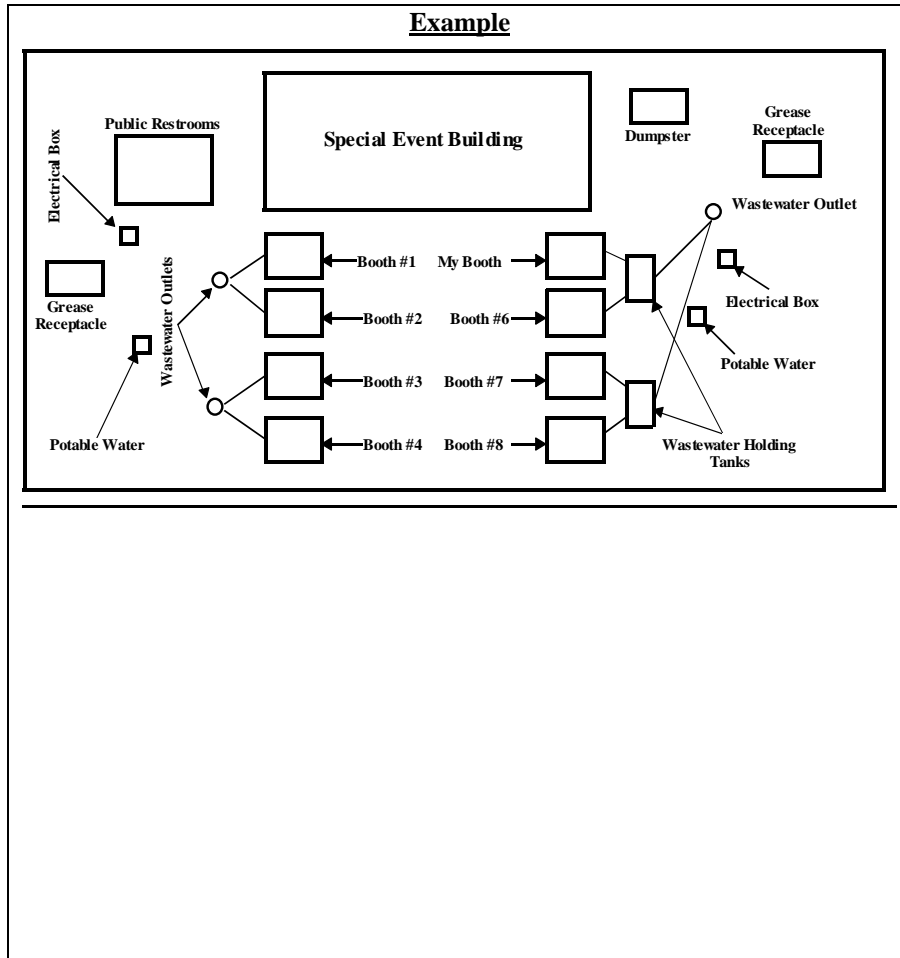 Example
Special Event Building
Public Restrooms
Electrical Box
Grease
Receptacle
Potable Water
Wastewater Outlets
Booth #1
Booth #2
Booth #3
Booth #4
My Booth
Booth #6
Booth #7
Booth #8
Dumpster
Grease
Receptacle
Wastewater Outlet
Electrical Box
Potable Water
Wastewater Holding
Tanks